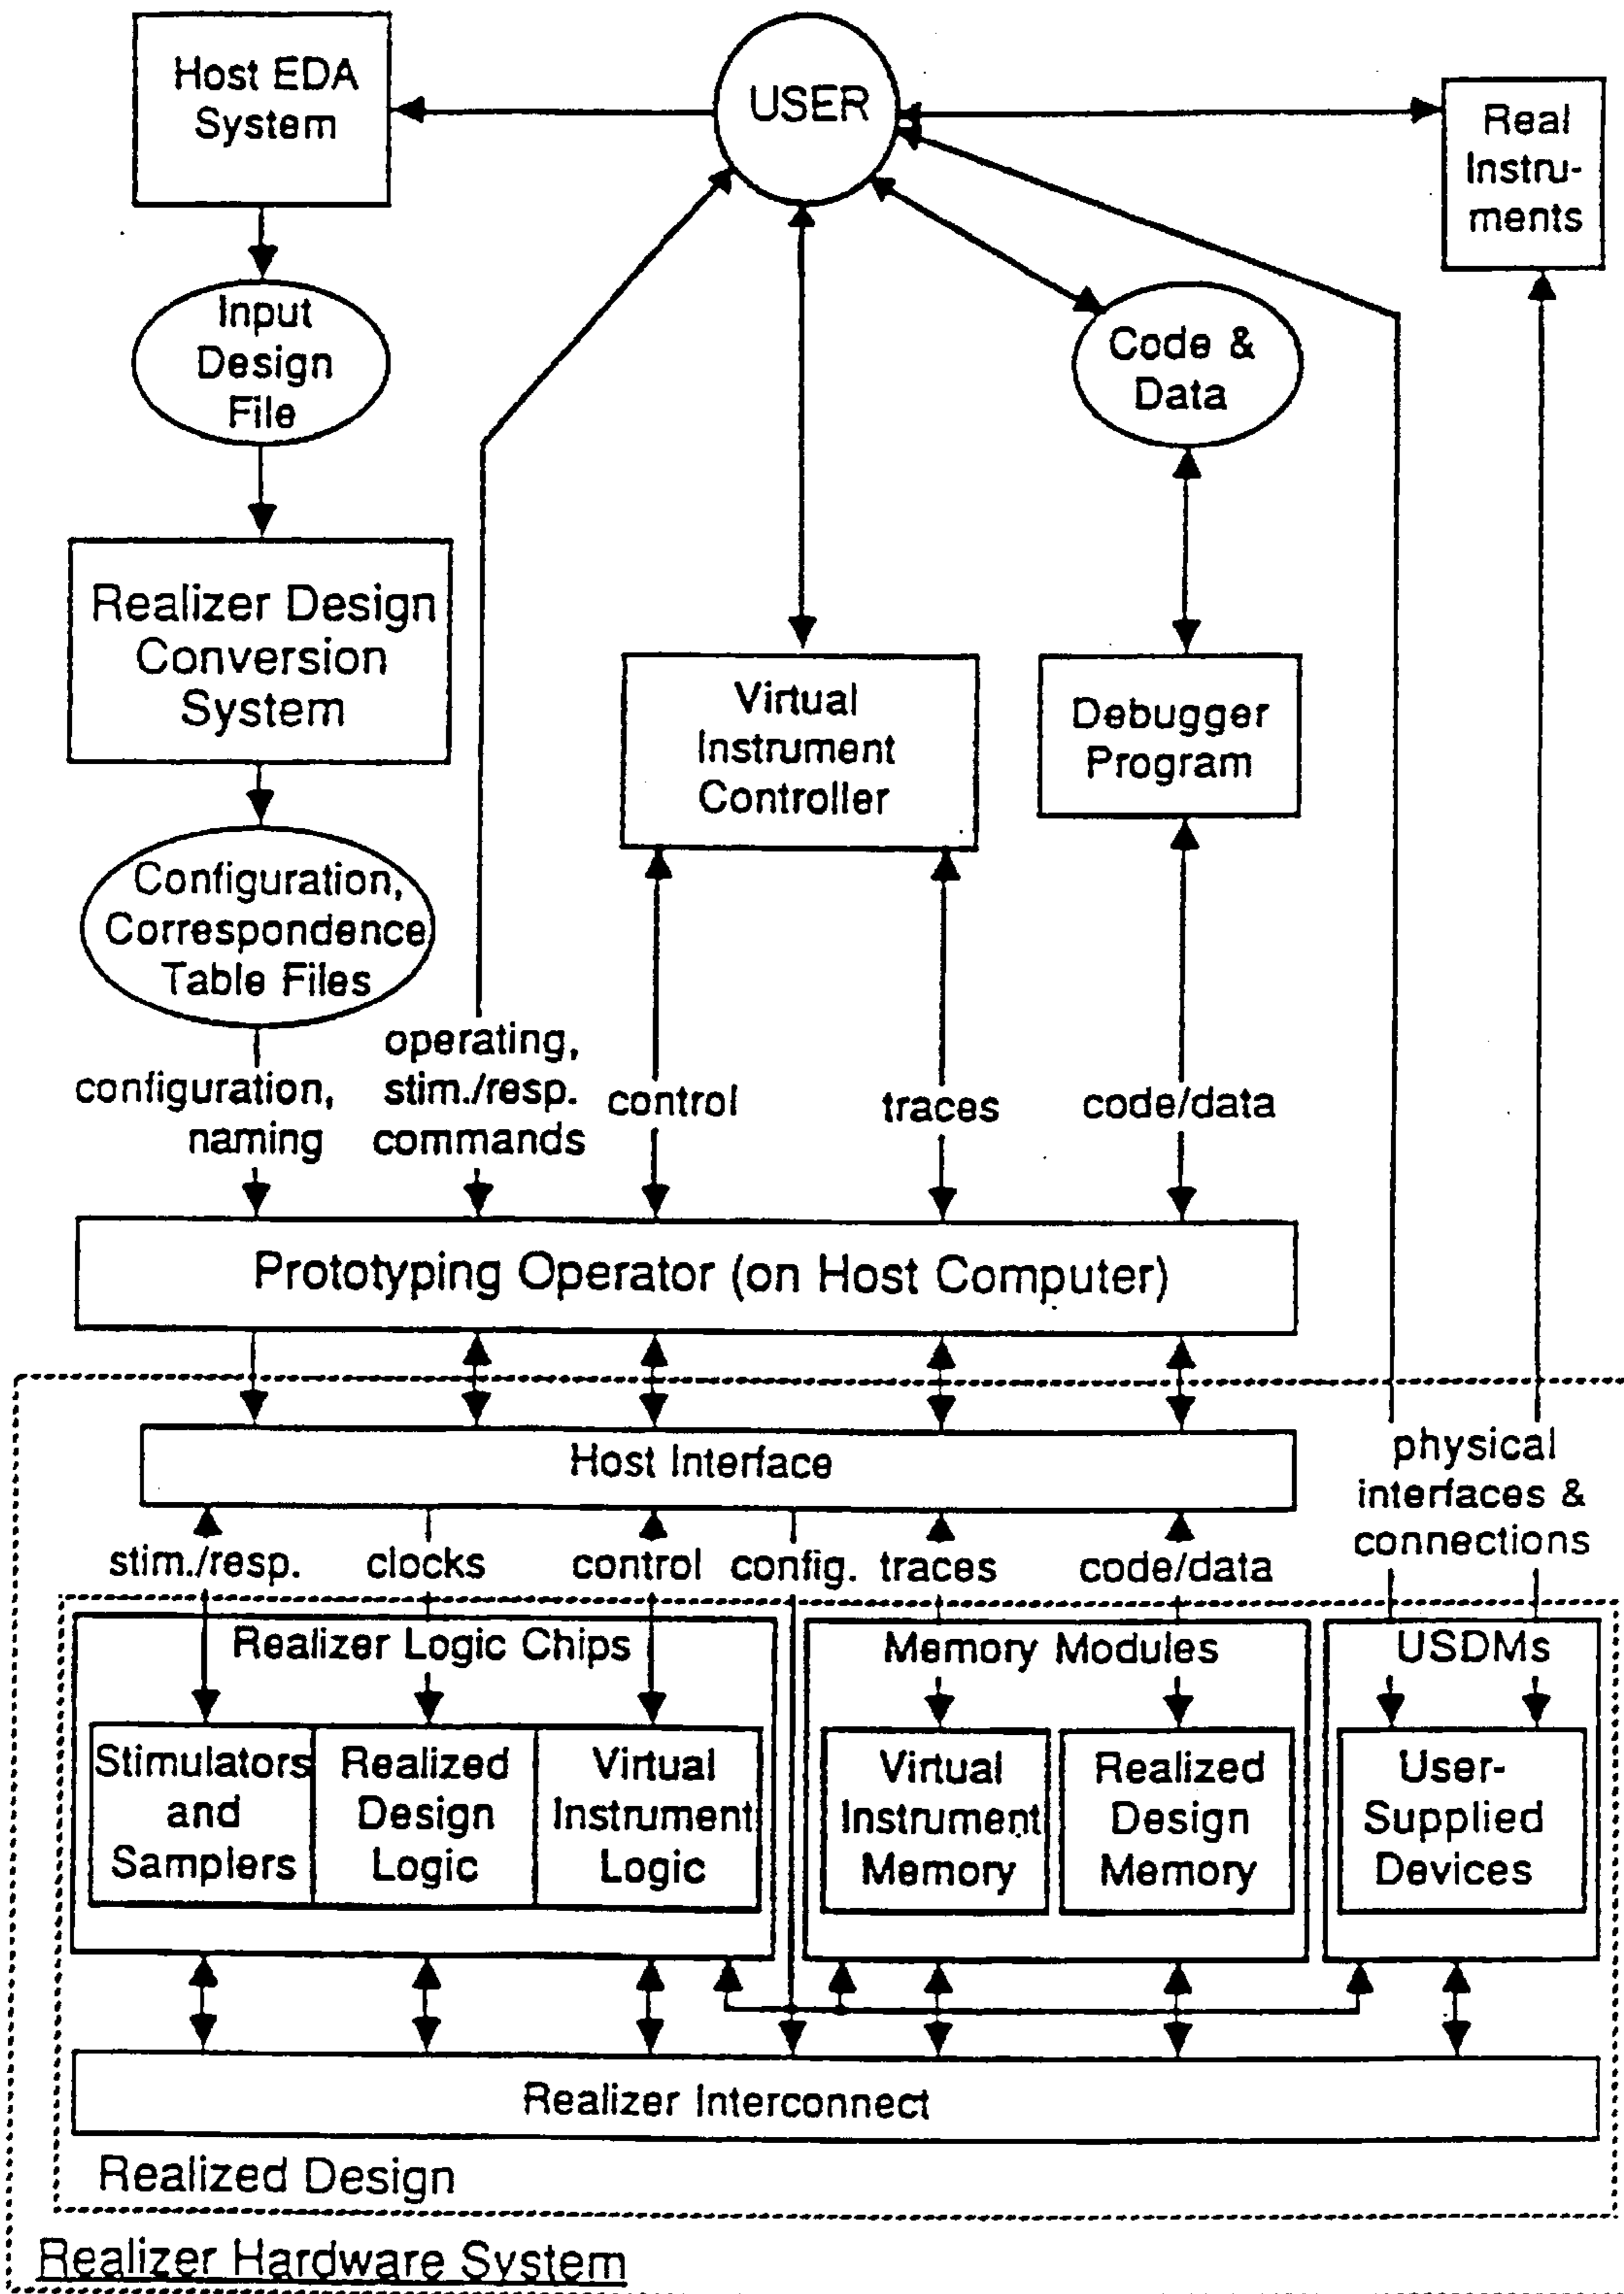 Host EDA
System
USER
Real
Instru-
ments
Input
Design
File
Code &
Data
Realizer Design
Conversion
System
Virtual
Instrument
Controller
Debugger
Program
Configuration,
Correspondence
Table Files
configuration,
naming
operating,
stim./resp.
commands
control
traces
code/data
Prototyping Operator (on Host Computer)
Host Interface
physical
interfaces &
connections
stim./resp.
clocks
control
config.
traces
code/data
Realizer Logic Chips
Memory Modules
USDMs
Stimulators
and
Samplers
Realized
Design
Logic
Virtual
Instrument
Logic
Virtual
Instrument
Memory
Realized
Design
Memory
User-
Supplied
Devices
Realizer Interconnect
Realized Design
Realizer Hardware System